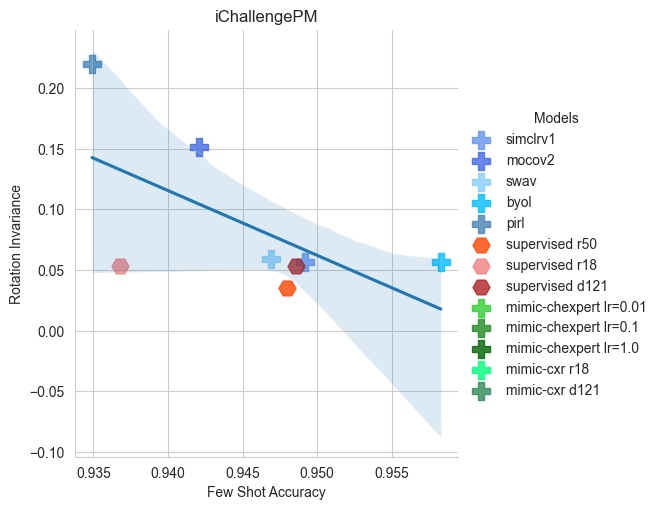 iChallengePM
Rotation Invariance
0.20
0.15
0.10
0.05
0.00
−0.05
−0.10
0.935
0.940
0.945
0.950
0.955
Few Shot Accuracy
Models
simclrv1
mocov2
swav
byol
pirl
supervised r50
supervised r18
supervised d121
mimic-chexpert lr=0.01
mimic-chexpert lr=0.1
mimic-chexpert lr=1.0
mimic-cxr r18
mimic-cxr d121